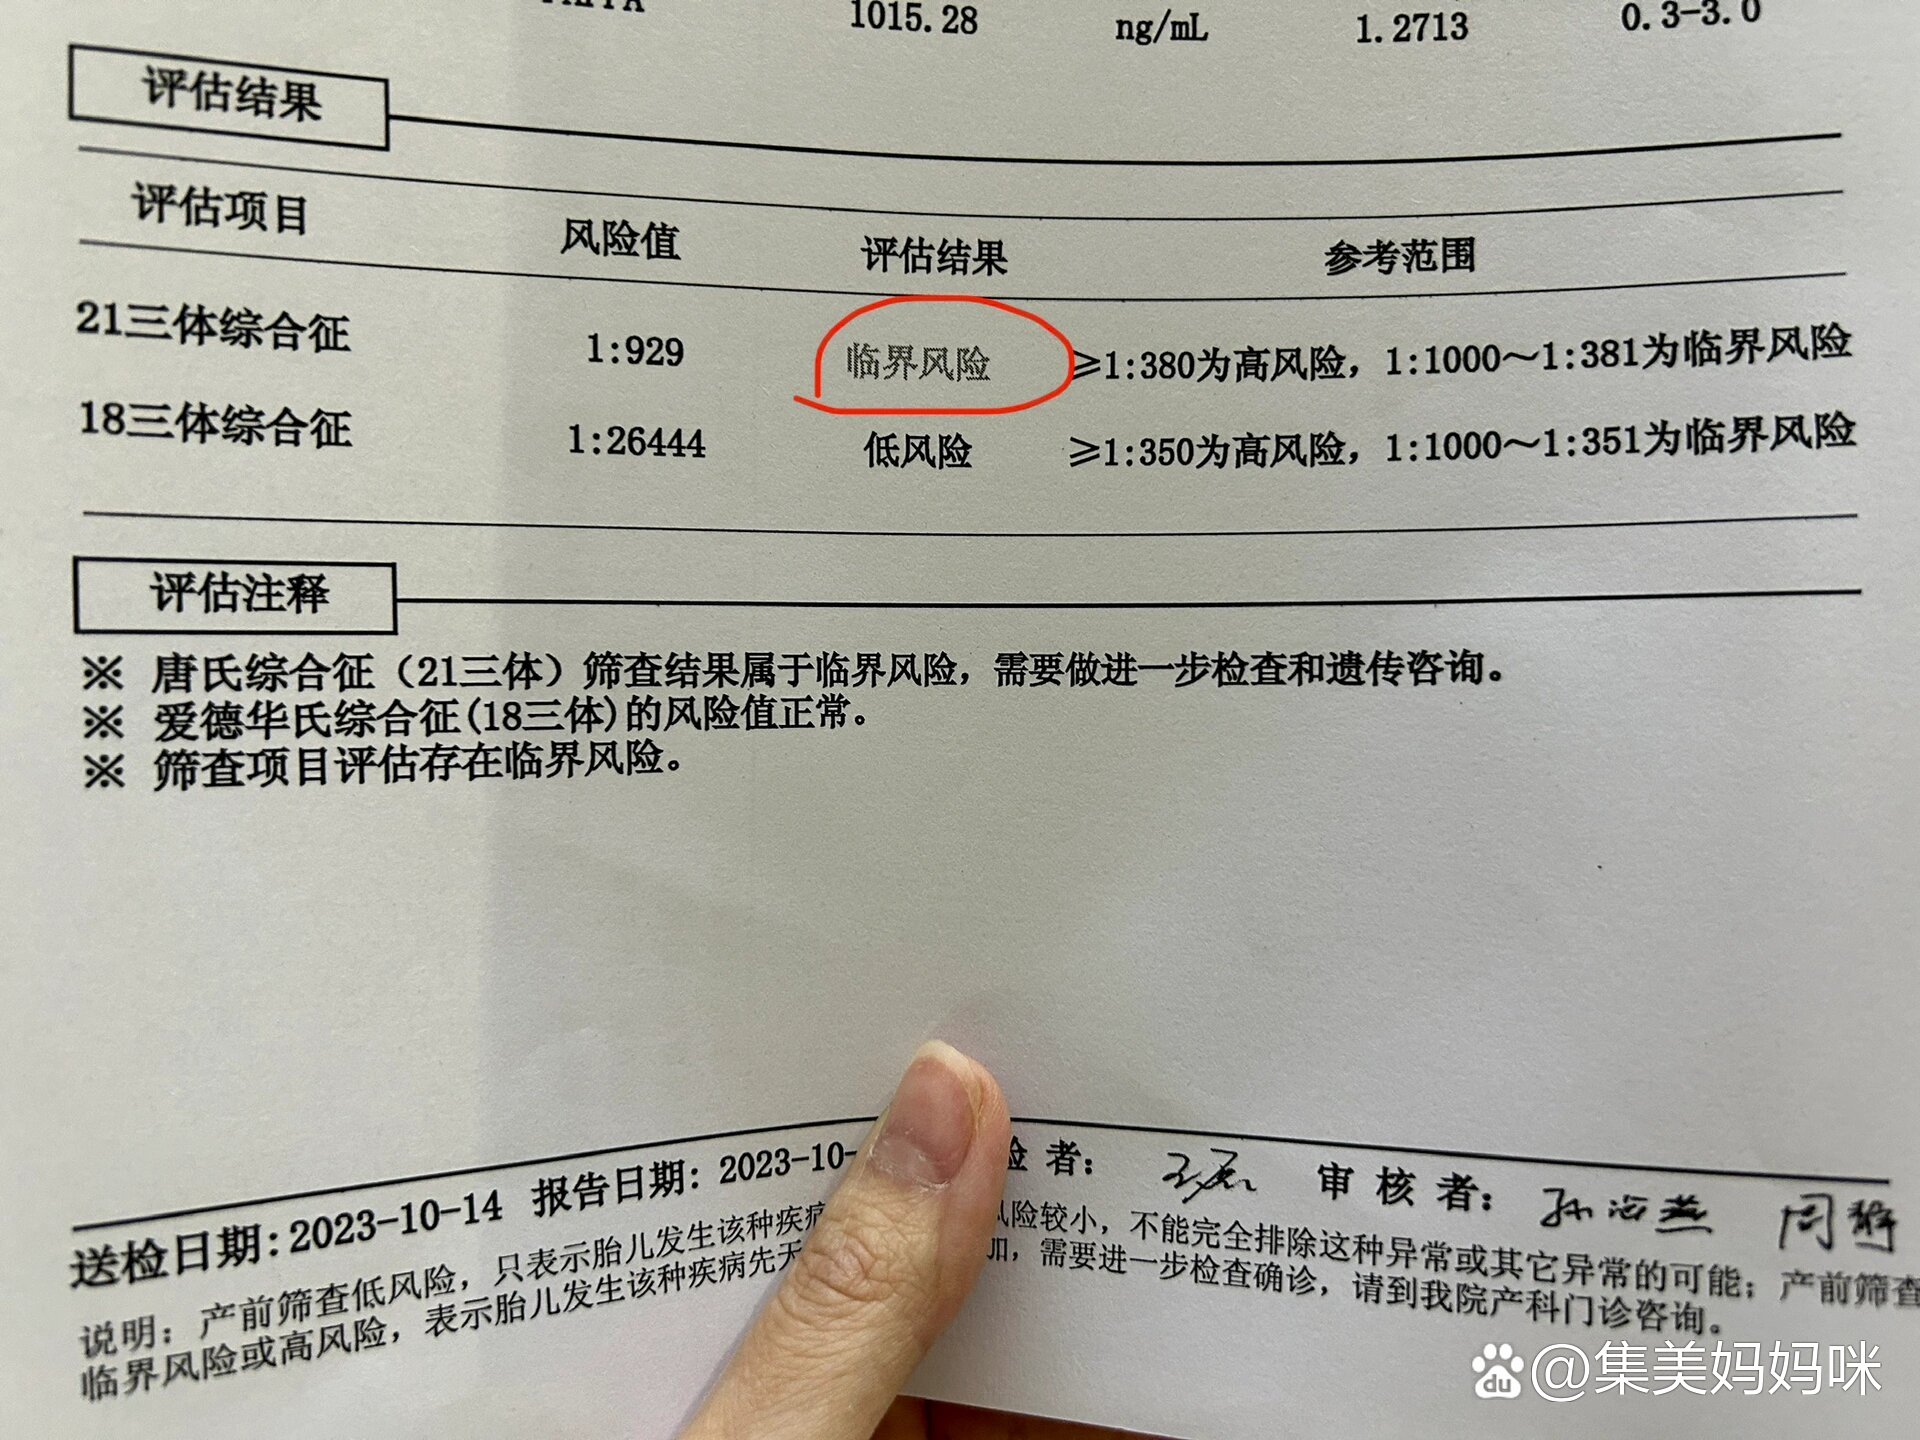 1015.28 ng/mL 1.2713 0.3-3.0
评估结果
评估项目 风险值 评估结果 参考范围
21三体综合征 1:929 临界风险 ≥1:380为高风险，1:1000～1:381为临界风险
18三体综合征 1:26444 低风险 ≥1:350为高风险，1:1000～1:351为临界风险
评估注释
※ 唐氏综合征（21三体）筛查结果属于临界风险，需要做进一步检查和遗传咨询。
※ 爱德华氏综合征(18三体)的风险值正常。
※ 筛查项目评估存在临界风险。
送检日期:2023-10-14 报告日期: 2023-10- 者: 审 核 者:
说明: 产前筛查低风险，只表示胎儿发生该种疾病 风险较小，不能完全排除这种异常或其它异常的可能; 产前筛查
临界风险或高风险，表示胎儿发生该种疾病先天 加，需要进一步检查确诊，请到我院产科门诊咨询。
du @集美妈妈咪